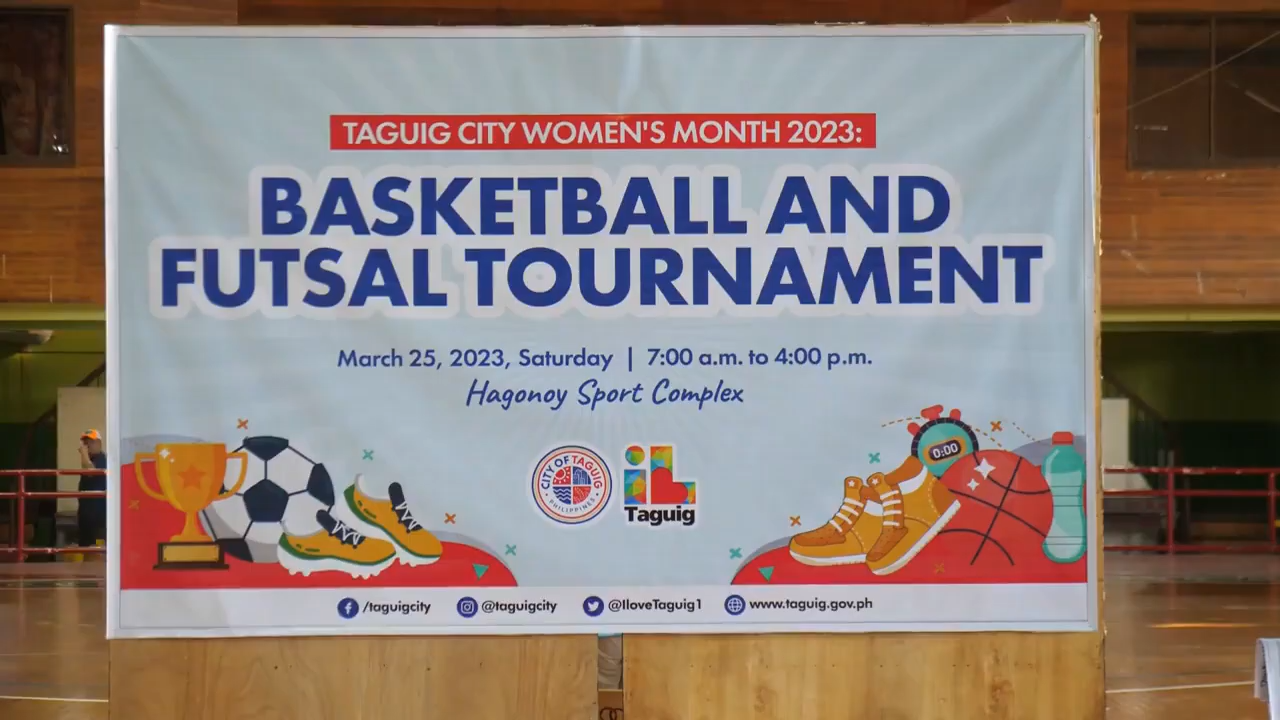 TAGUIG CITY WOMEN'S MONTH 2023:
BASKETBALL AND
FUTSAL TOURNAMENT
March 25, 2023, Saturday | 7:00 a.m. to 4:00 p.m.
Hagonoy Sport Complex
0:00
CITY OF TAGUIG
PHILIPPINES
iL
Taguig
/taguigcity @taguigcity @IloveTaguig1 www.taguig.gov.ph